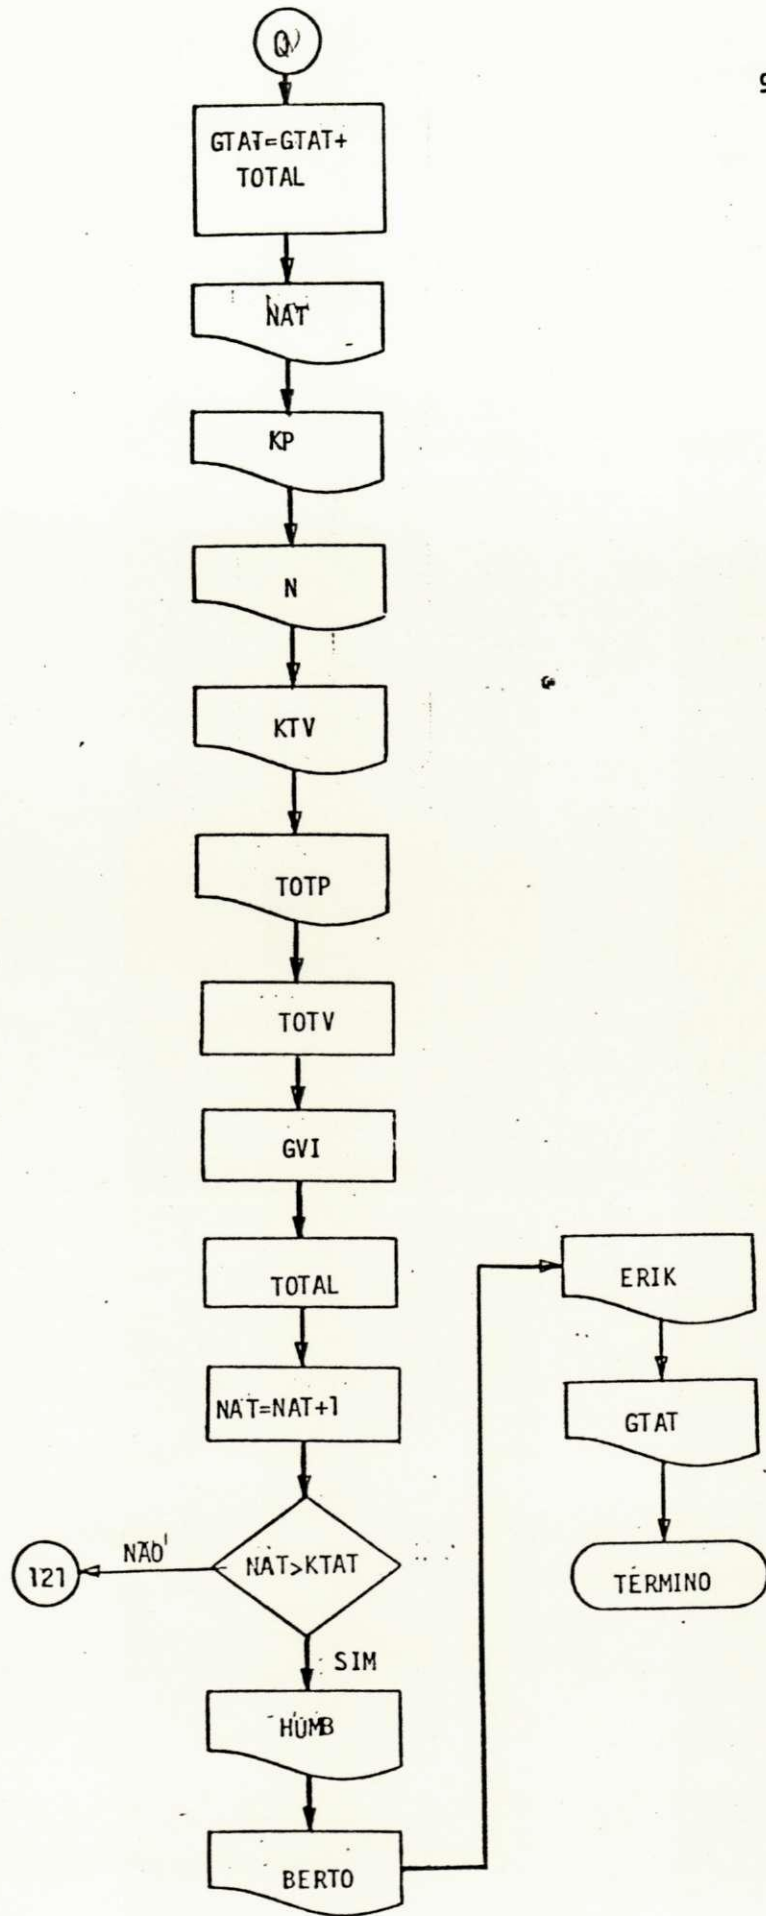 Q
GTAT=GTAT+
TOTAL
NAT
KP
N
KTV
TOTP
TOTV
GVI
TOTAL
NAT=NAT+1
NAT>KTAT
NÃO
121
SIM
HUMB
BERTO
ERIK
GTAT
TÉRMINO